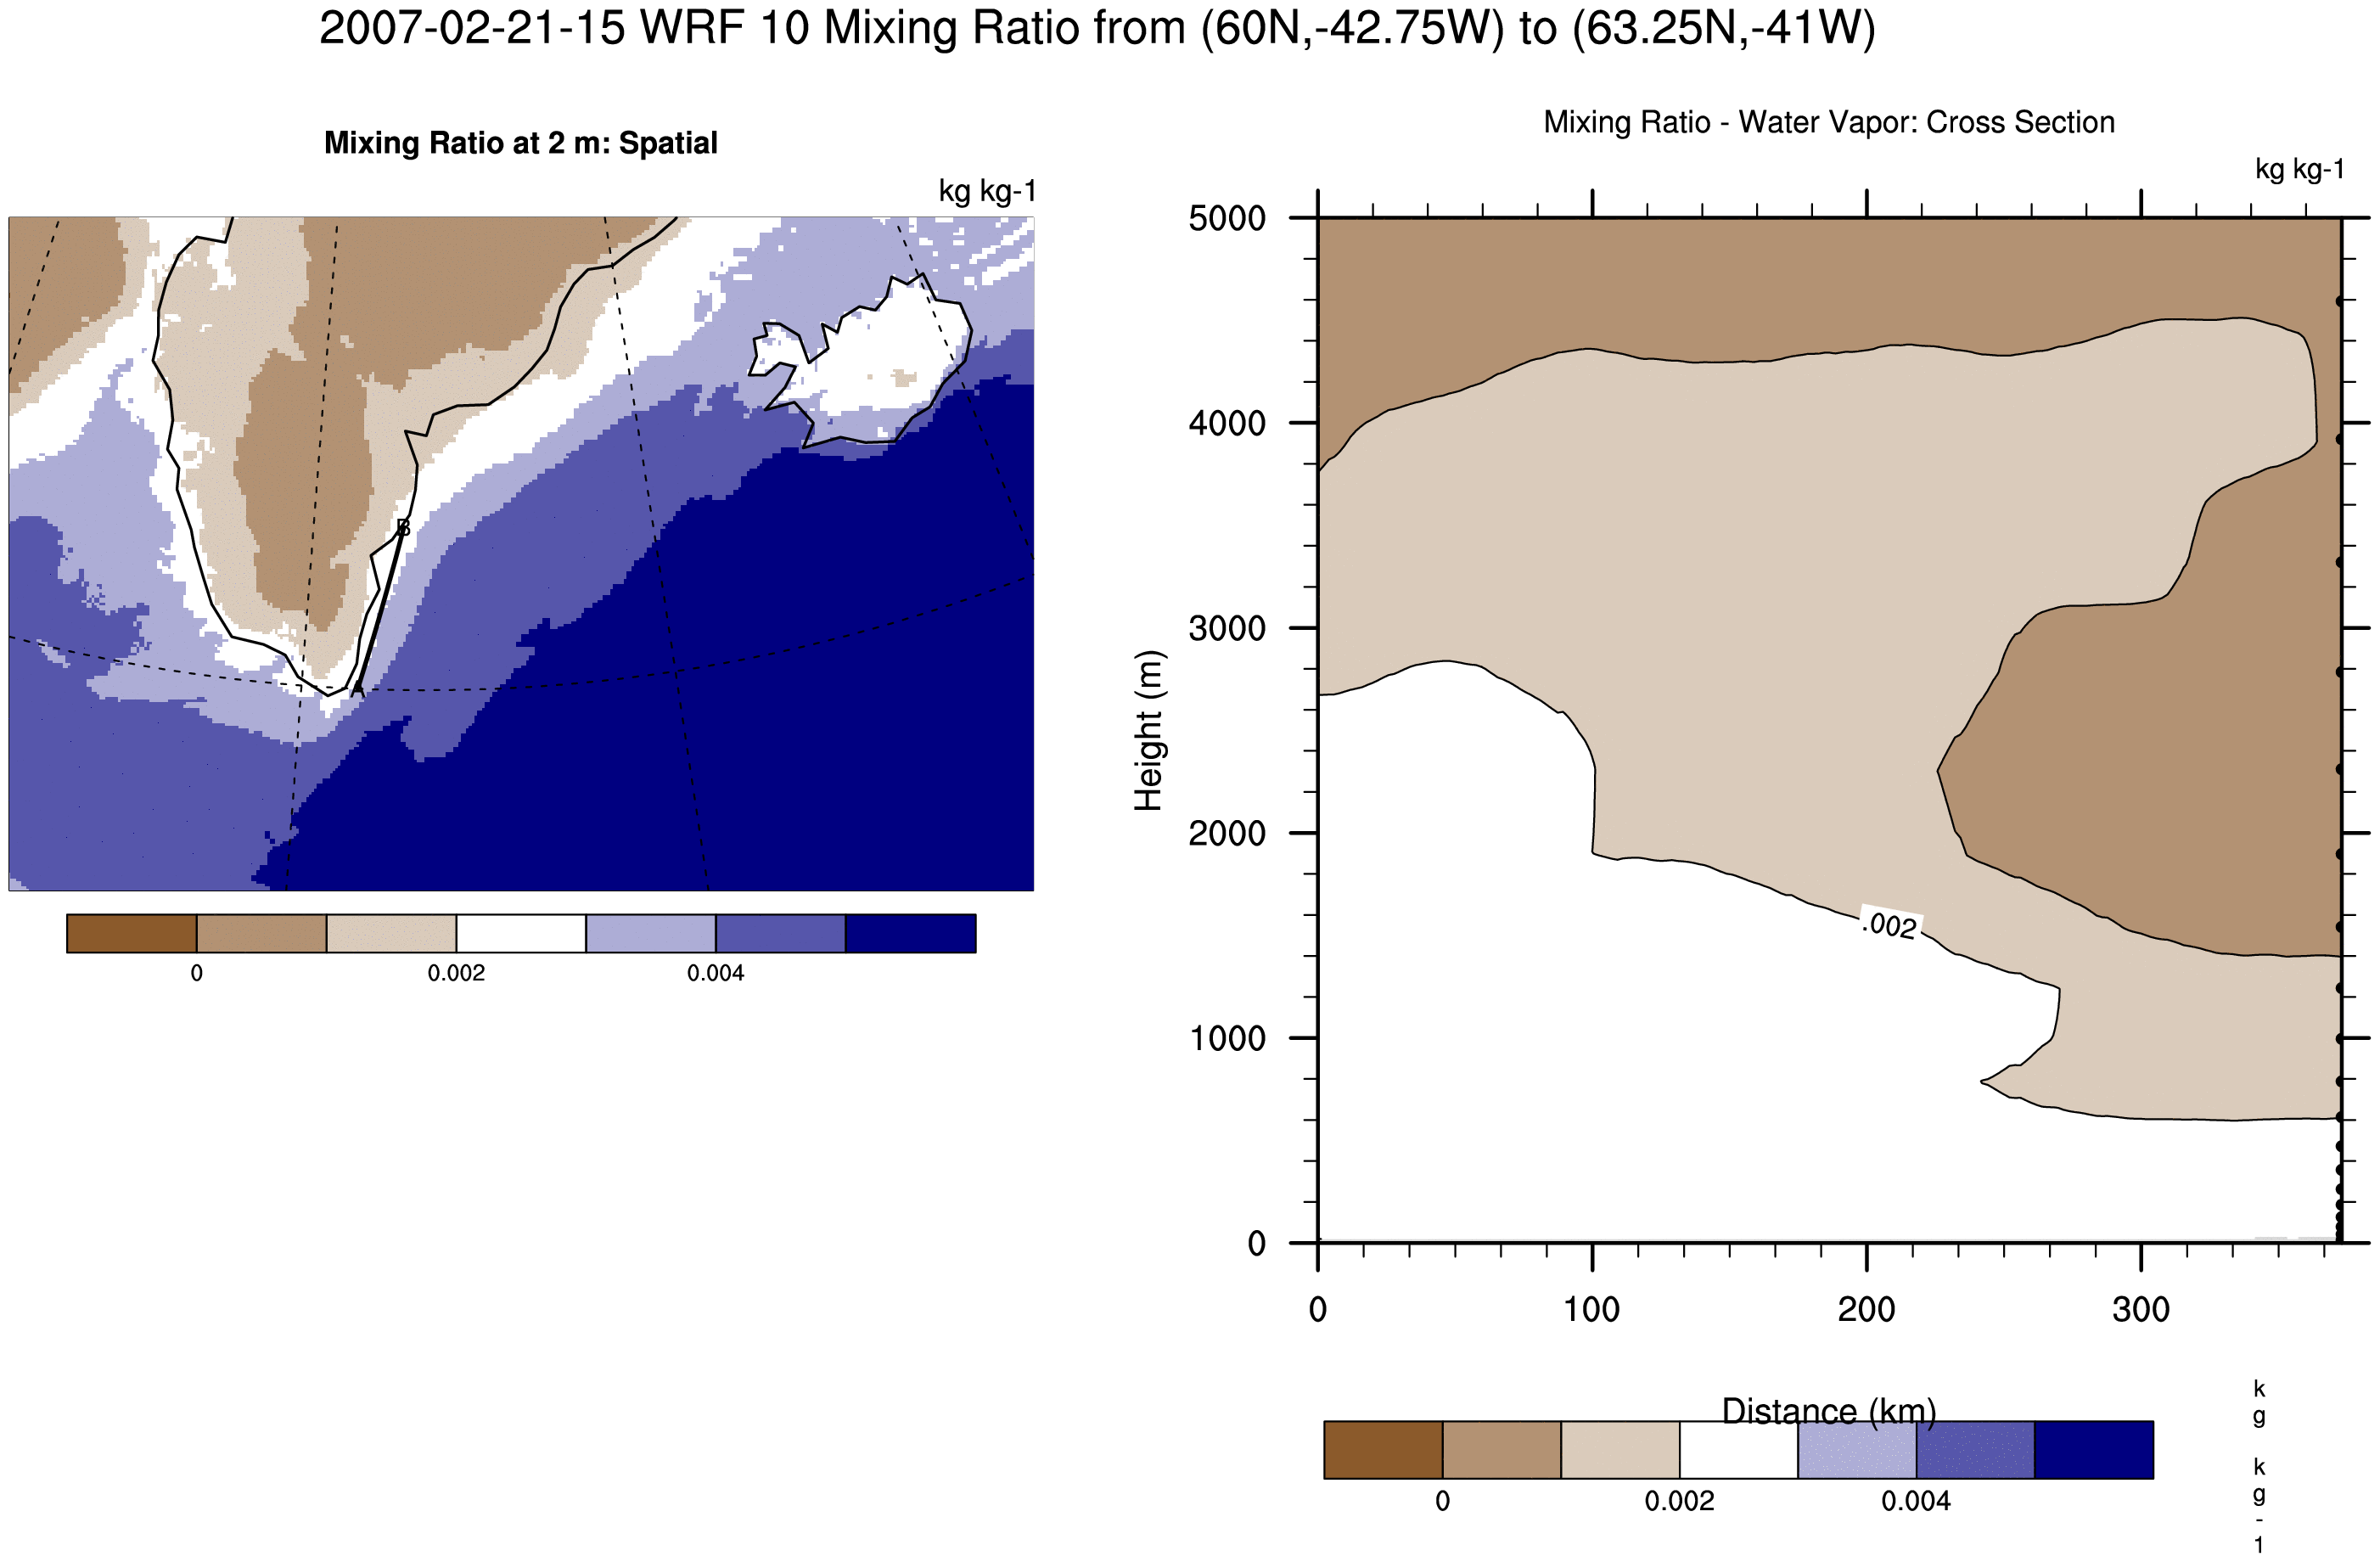 2007-02-21-15 WRF 10 Mixing Ratio from (60N,-42.75W) to (63.25N,-41W)
Mixing Ratio at 2 m: Spatial
kg kg-1
B
A
0 0.002 0.004
Mixing Ratio - Water Vapor: Cross Section
kg kg-1
5000
4000
3000
2000
1000
0
Height (m)
.002
0 100 200 300
Distance (km)
0 0.002 0.004
k
g
k
g
-
1